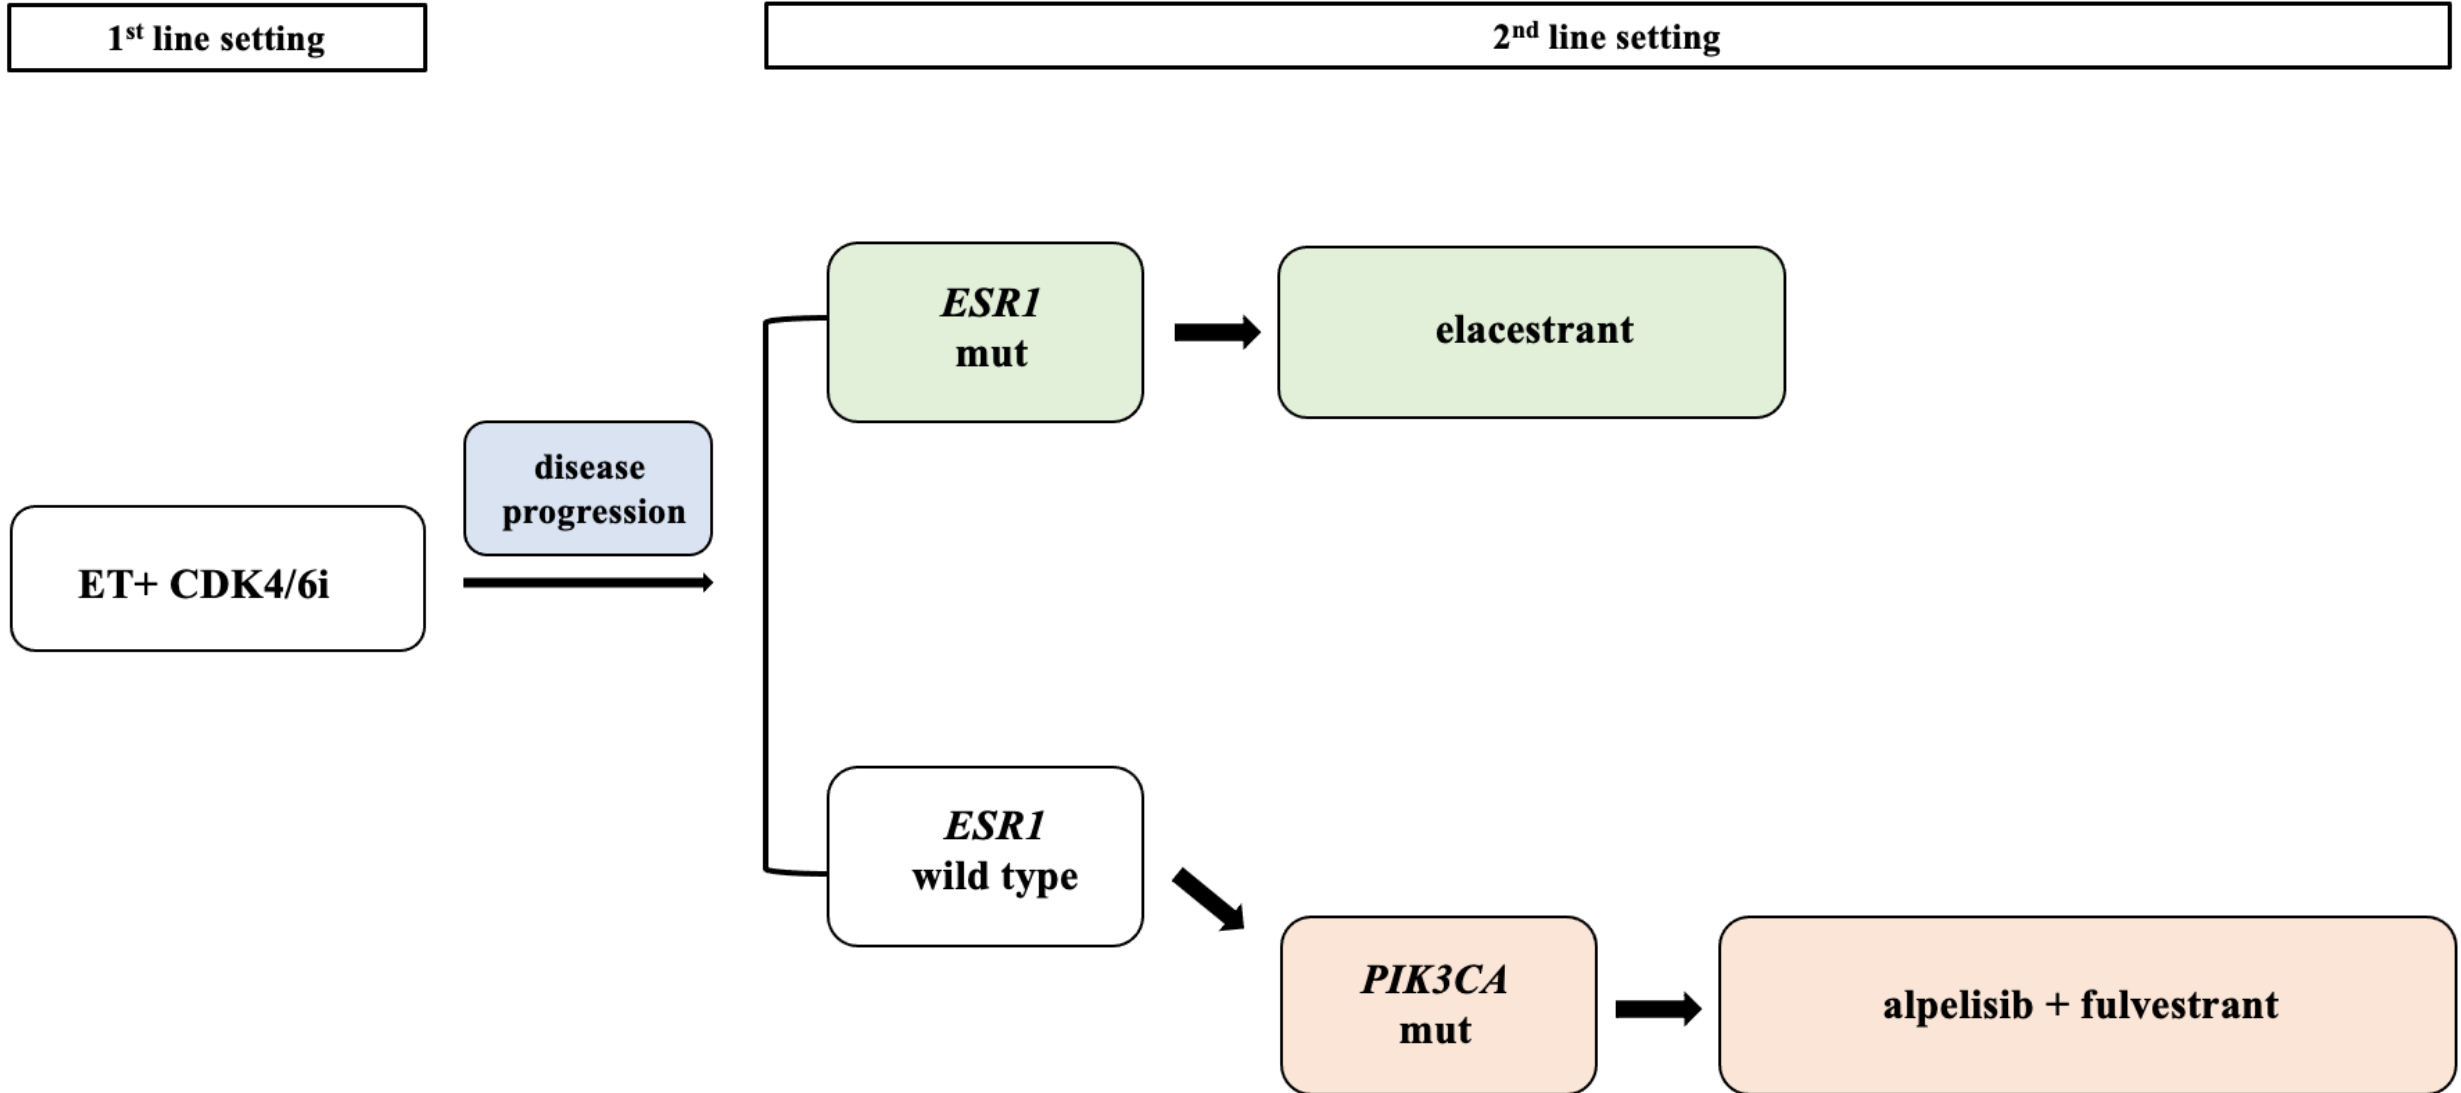 1st line setting
2nd line setting
ESR1
mut
elacestrant
disease
progression
ET+ CDK4/6i
ESR1
wild type
PIK3CA
mut
alpelisib + fulvestrant